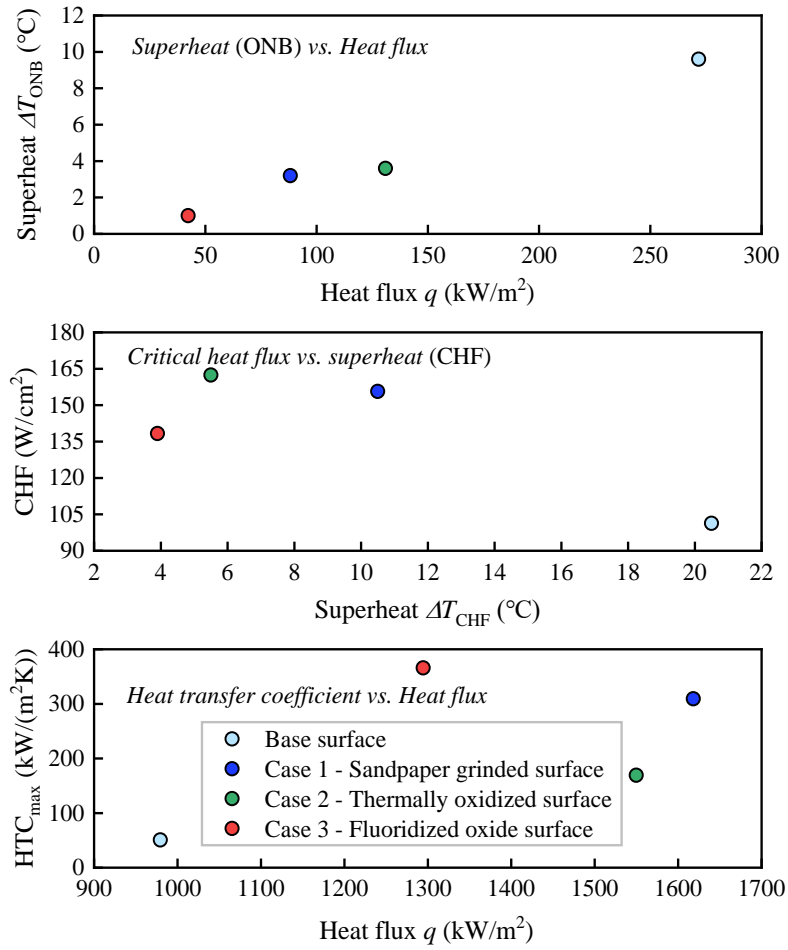 Superheat (ONB) vs. Heat flux
Superheat ΔT_ONB (°C)
12
10
8
6
4
2
0
0 50 100 150 200 250 300
Heat flux q (kW/m²)
Critical heat flux vs. superheat (CHF)
CHF (W/cm²)
180
165
150
135
120
105
90
2 4 6 8 10 12 14 16 18 20 22
Superheat ΔT_CHF (°C)
Heat transfer coefficient vs. Heat flux
HTC_max (kW/(m²K))
400
300
200
100
0
Base surface
Case 1 - Sandpaper grinded surface
Case 2 - Thermally oxidized surface
Case 3 - Fluoridized oxide surface
900 1000 1100 1200 1300 1400 1500 1600 1700
Heat flux q (kW/m²)